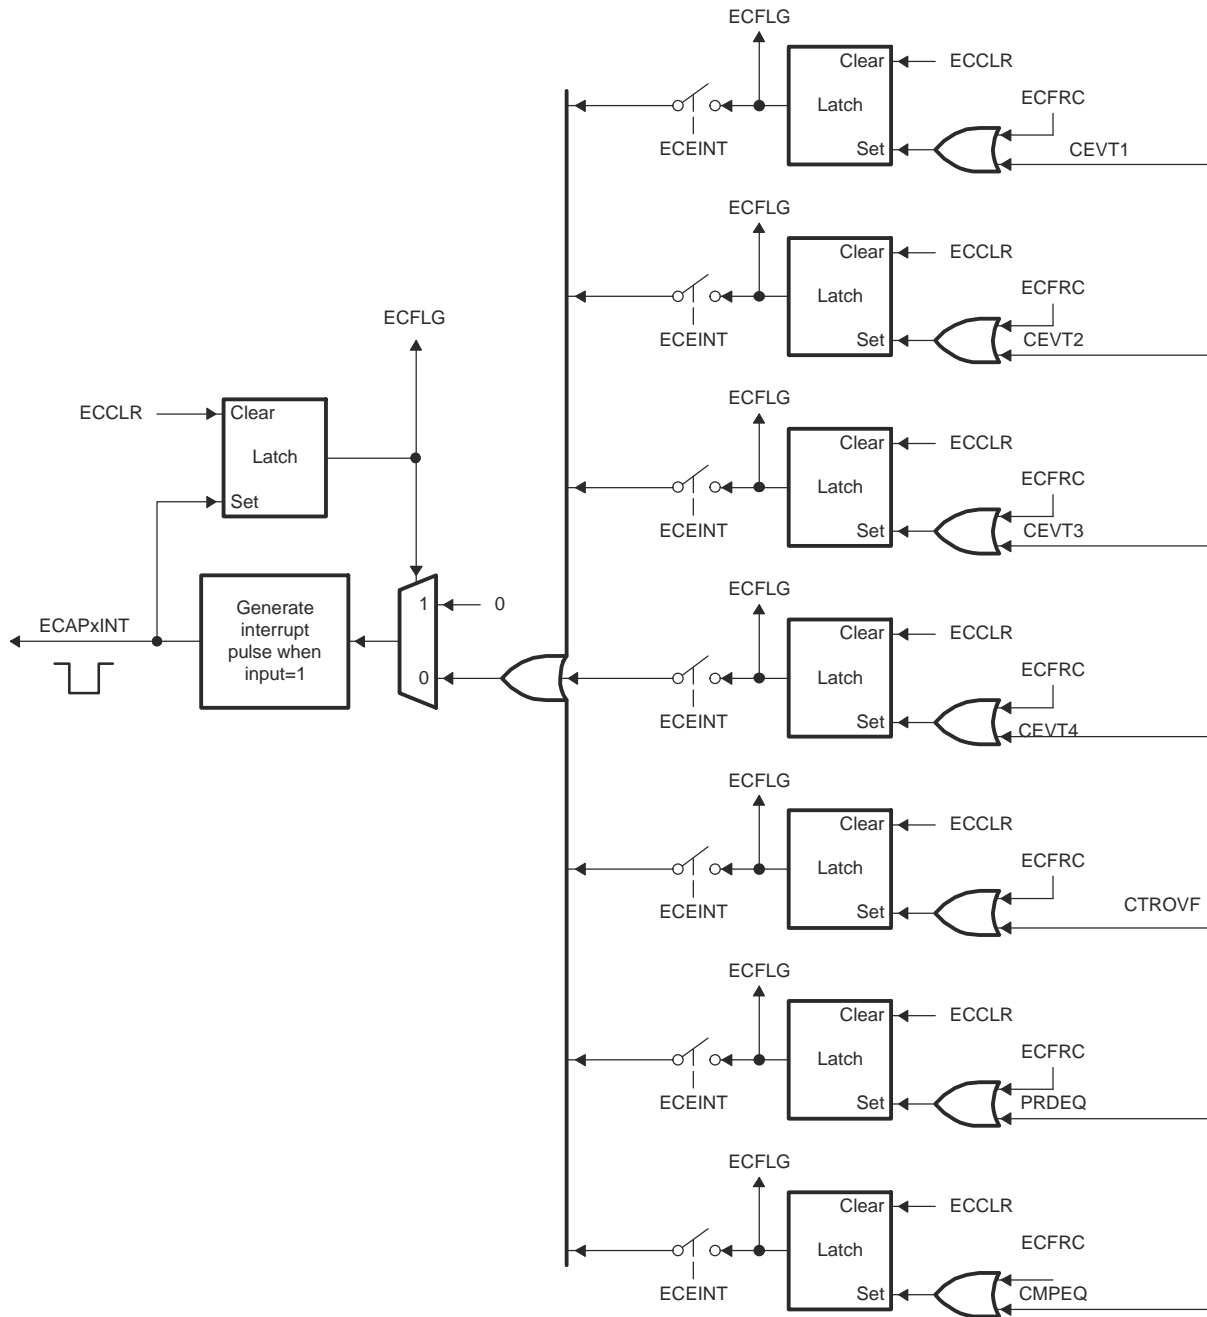 ECFLG
Clear
ECCLR
Latch
ECFRC
Set
CEVT1
ECEINT
ECFLG
Clear
ECCLR
Latch
ECFRC
Set
CEVT2
ECEINT
ECFLG
Clear
ECCLR
Latch
ECFRC
Set
CEVT3
ECEINT
ECFLG
Clear
ECCLR
Latch
ECFRC
Set
CEVT4
ECEINT
ECFLG
Clear
ECCLR
Latch
ECFRC
Set
CTROVF
ECEINT
ECFLG
Clear
ECCLR
Latch
ECFRC
Set
PRDEQ
ECEINT
ECFLG
Clear
ECCLR
Latch
ECFRC
Set
CMPEQ
ECEINT
ECFLG
ECCLR
Clear
Latch
Set
1
0
0
Generate
interrupt
pulse when
input=1
ECAPxINT